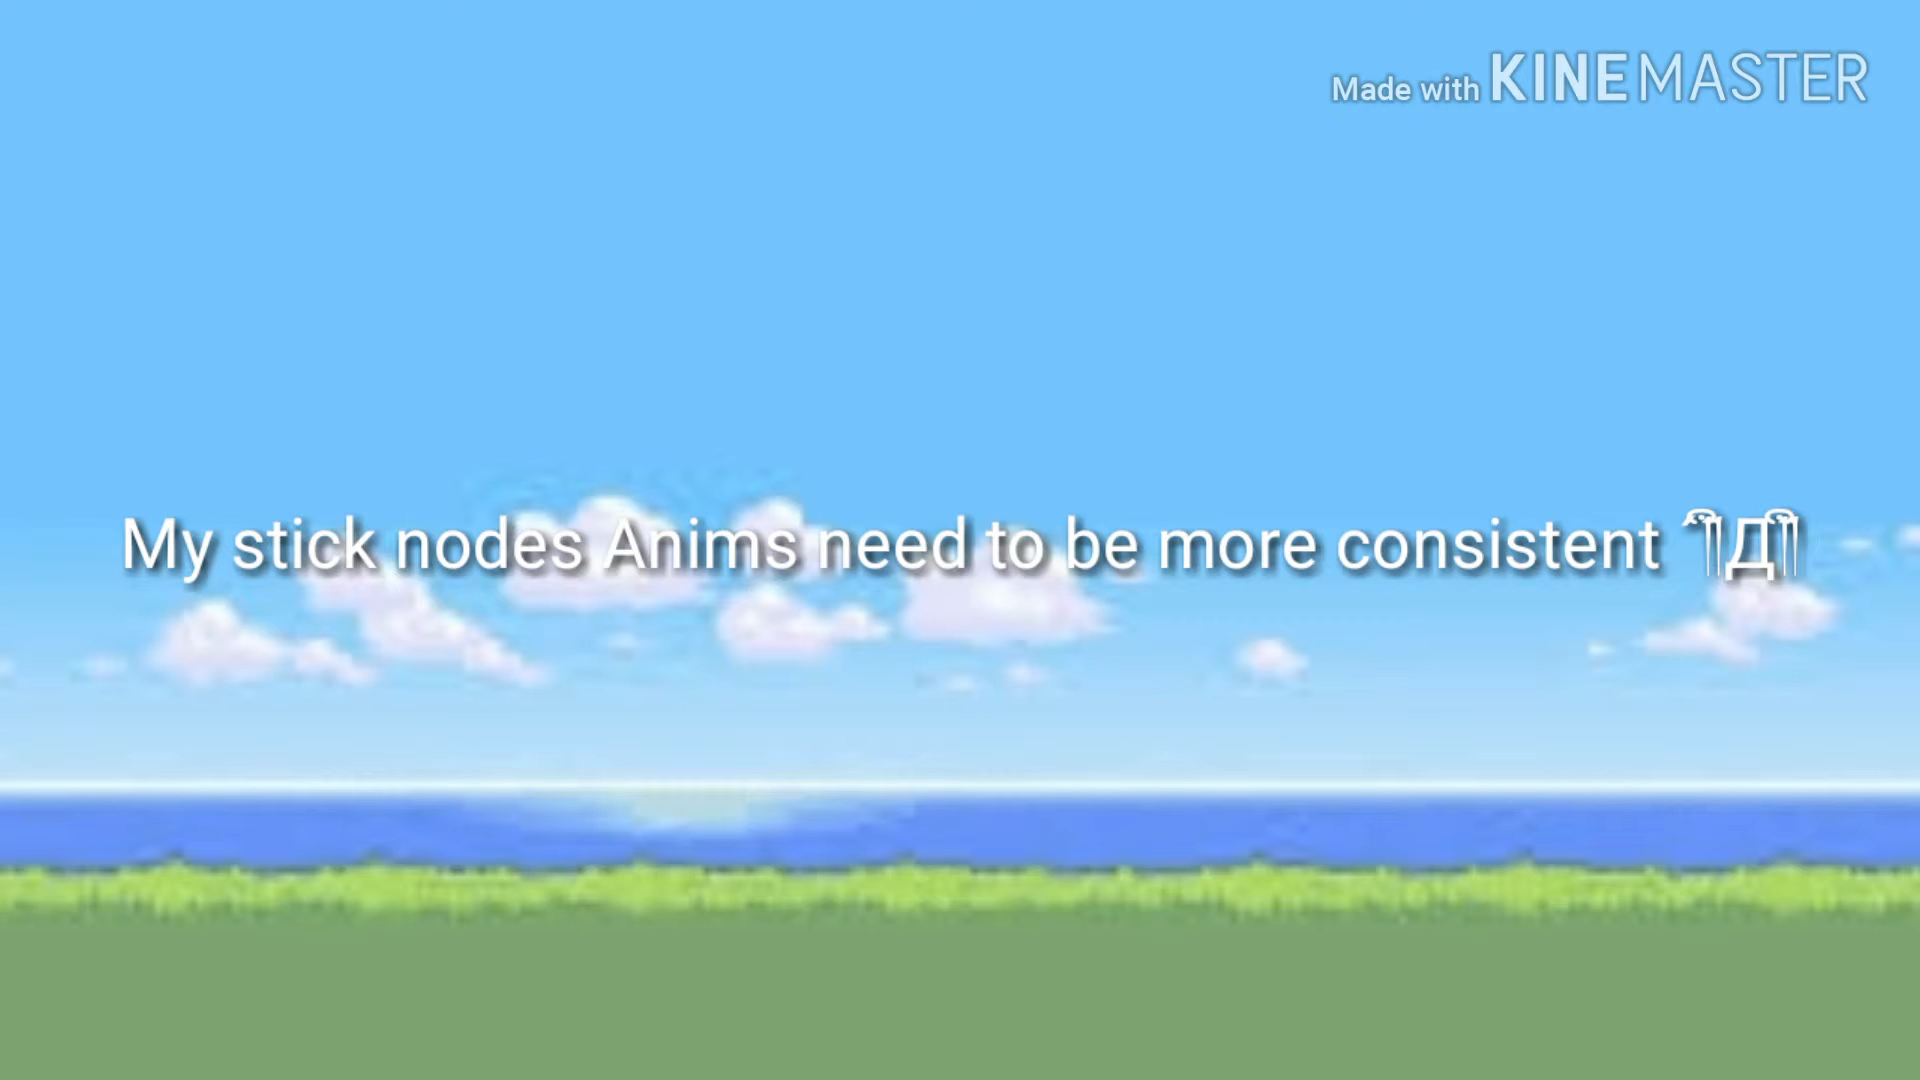 Made with KINEMASTER
My stick nodes Anims need to be more consistent ༎ຶД༎ຶ